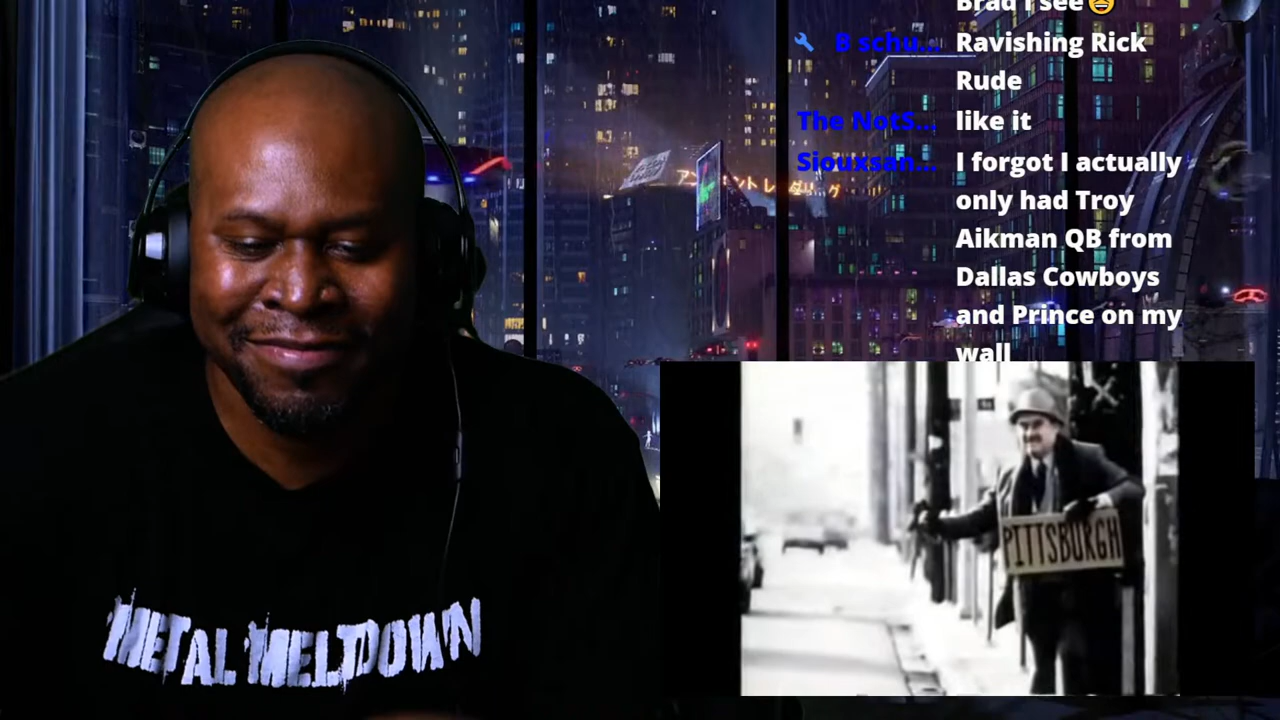 Brad I see😆
B schu... Ravishing Rick
Rude
The NotS... like it
Siouxsan... I forgot I actually
only had Troy
Aikman QB from
Dallas Cowboys
and Prince on my
wall
METAL MELTDOWN
PITTSBURGH